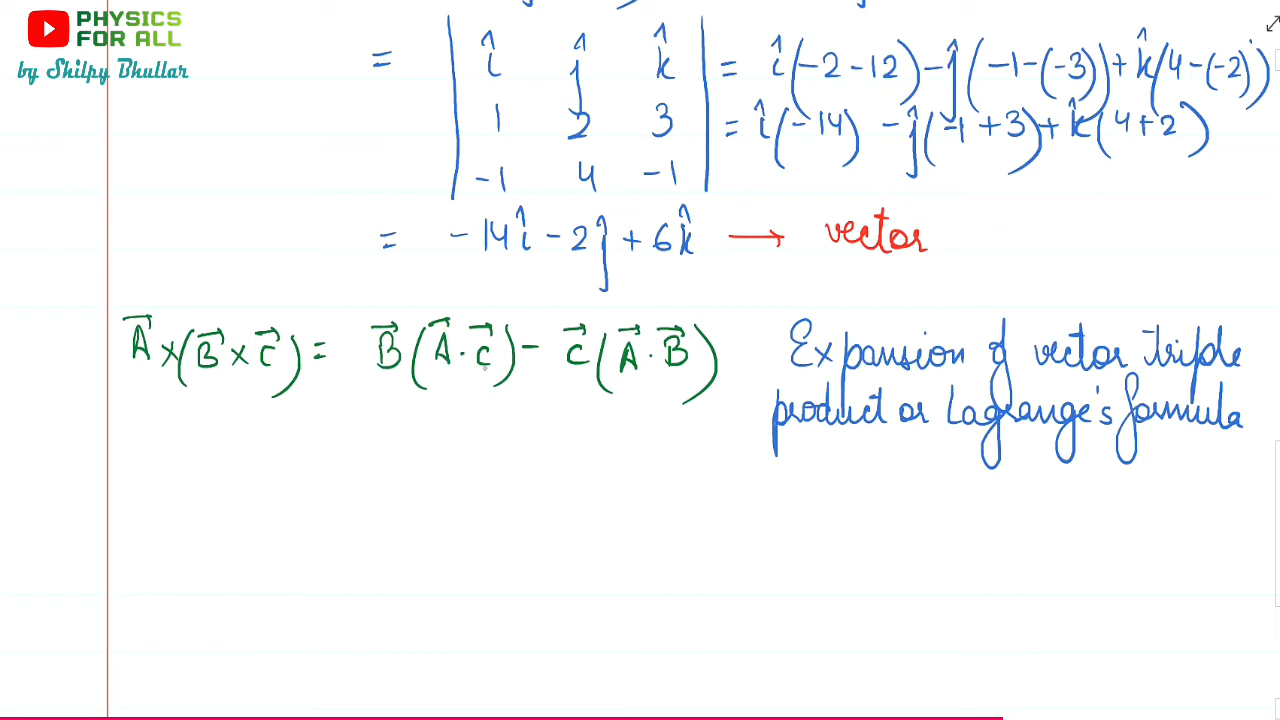 PHYSICS
FOR ALL
by Shilpy Bhullar
= | î ĵ k̂ | = î(-2-12) - ĵ(-1-(-3)) + k̂(4-(-2))
| 1 2 3 | = î(-14) - ĵ(-1+3) + k̂(4+2)
| -1 4 -1 |
= -14î - 2ĵ + 6k̂ → vector
A⃗×(B⃗×C⃗) = B⃗(A⃗·C⃗) - C⃗(A⃗·B⃗) Expansion of vector triple
product or Lagrange's formula